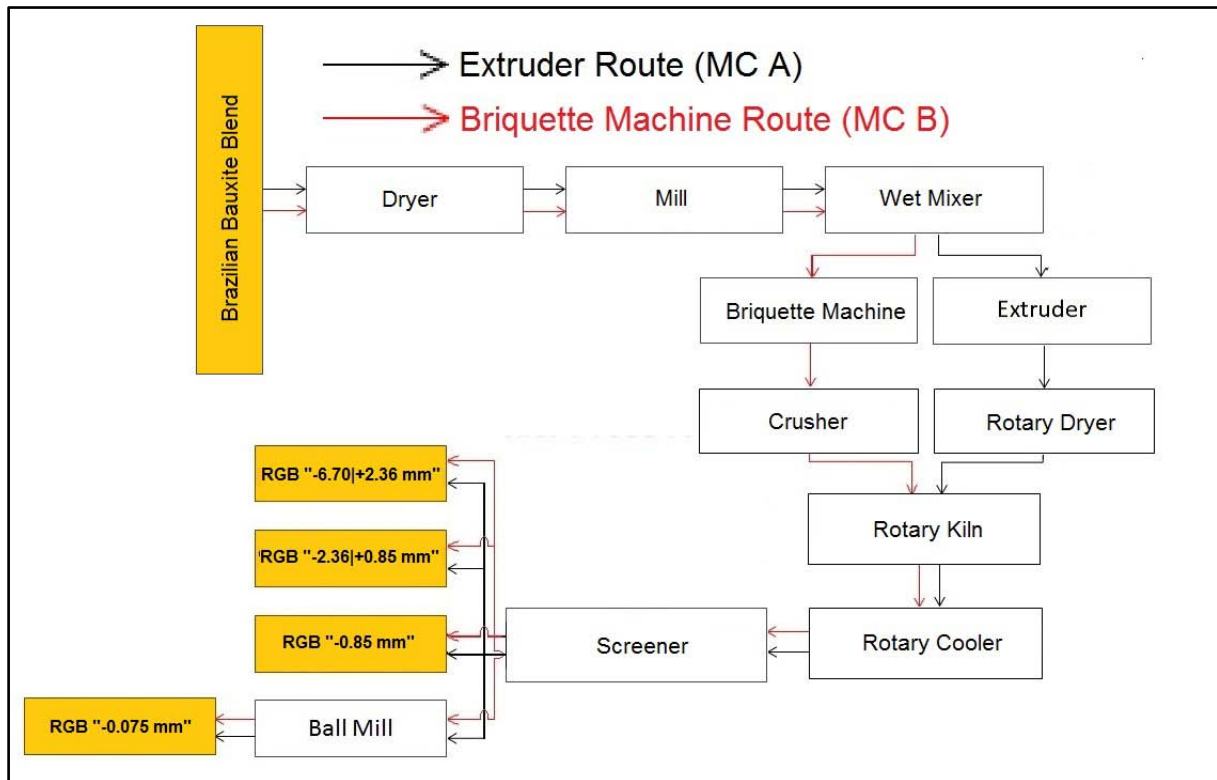 Extruder Route (MC A)
Briquette Machine Route (MC B)
Brazilian Bauxite Blend
Dryer
Mill
Wet Mixer
Briquette Machine
Extruder
Crusher
Rotary Dryer
RGB "-6.70|+2.36 mm"
Rotary Kiln
RGB "-2.36|+0.85 mm"
RGB "-0.85 mm"
Screener
Rotary Cooler
RGB "-0.075 mm"
Ball Mill